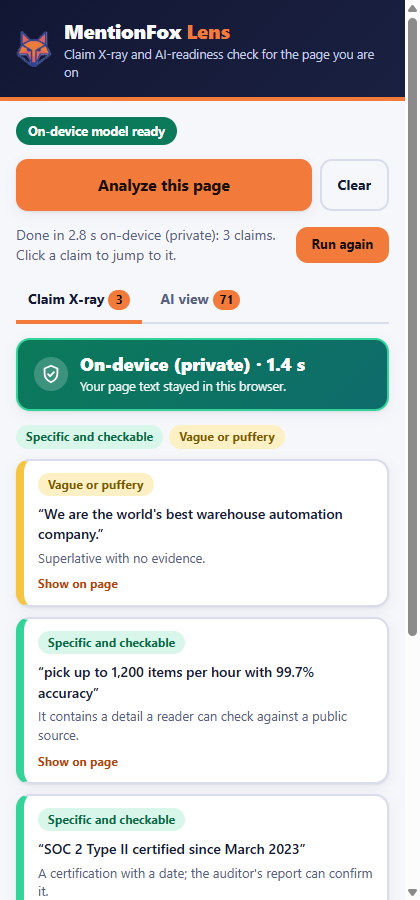 MentionFox Lens
Claim X-ray and AI-readiness check for the page you are
on
On-device model ready
Analyze this page
Clear
Done in 2.8 s on-device (private): 3 claims.
Click a claim to jump to it.
Run again
Claim X-ray 3
AI view 71
On-device (private) · 1.4 s
Your page text stayed in this browser.
Specific and checkable
Vague or puffery
Vague or puffery
“We are the world's best warehouse automation
company.”
Superlative with no evidence.
Show on page
Specific and checkable
“pick up to 1,200 items per hour with 99.7%
accuracy”
It contains a detail a reader can check against a public
source.
Show on page
Specific and checkable
“SOC 2 Type II certified since March 2023”
A certification with a date; the auditor's report can confirm
it.